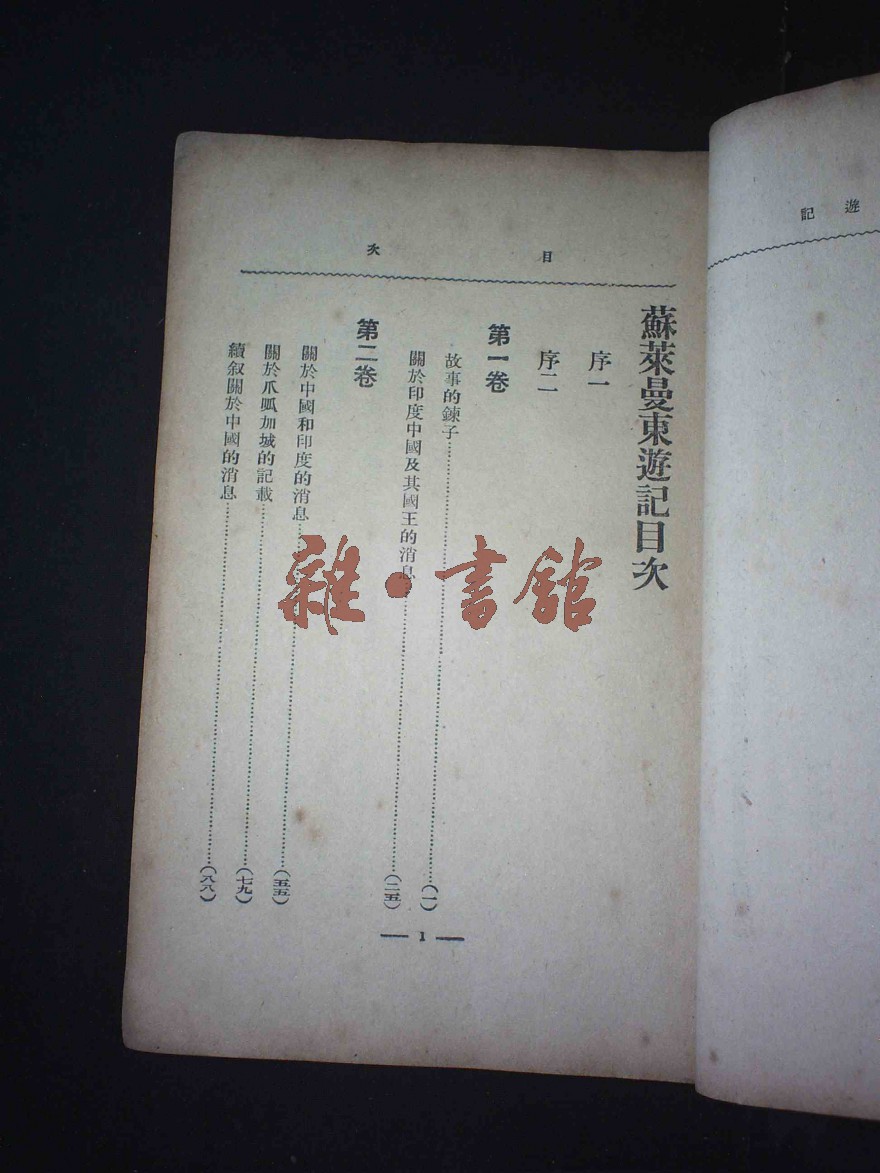 遊記
目次
蘇萊曼東遊記目次
序一
序二
第一卷
故事的鍊子……(一)
關於印度中國及其國王的消息……(二五)
第二卷
關於中國和印度的消息……(五五)
關於爪呱加城的記載……(七九)
續叙關於中國的消息……(八八)
— 1 —
雜·書館